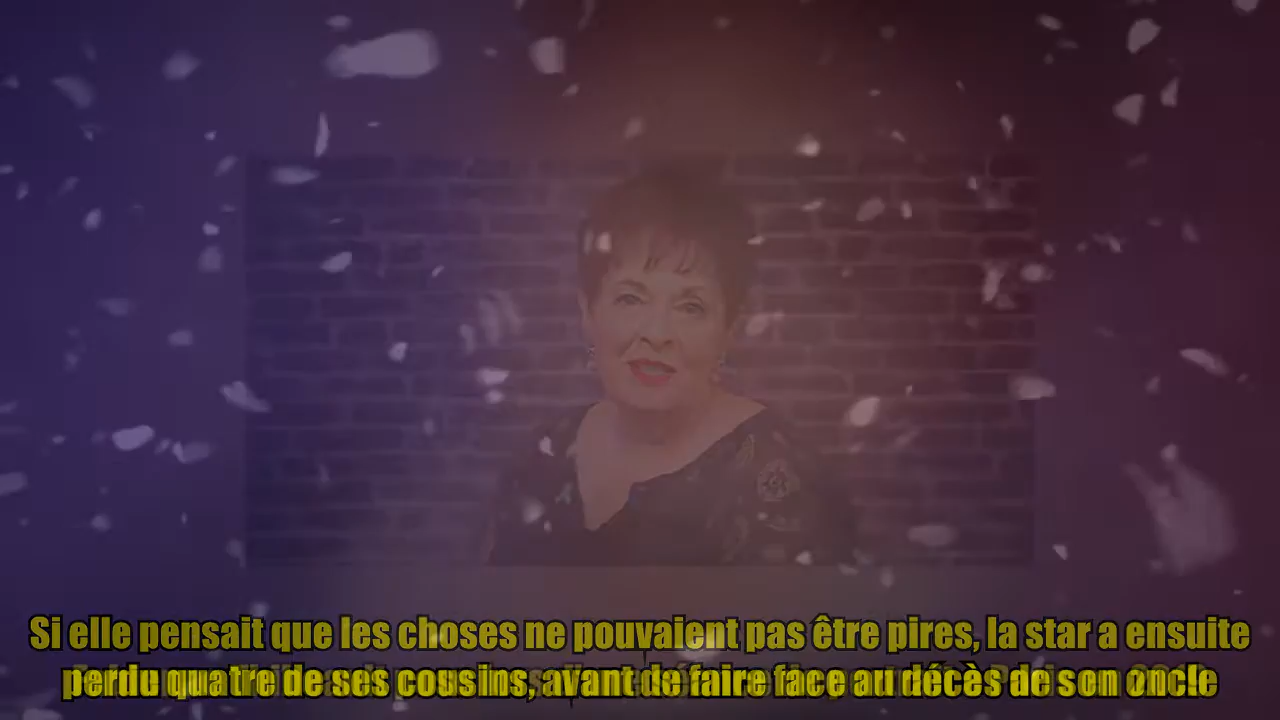 Si elle pensait que les choses ne pouvaient pas être pires, la star a ensuite
perdu quatre de ses cousins, avant de faire face au décès de son oncle